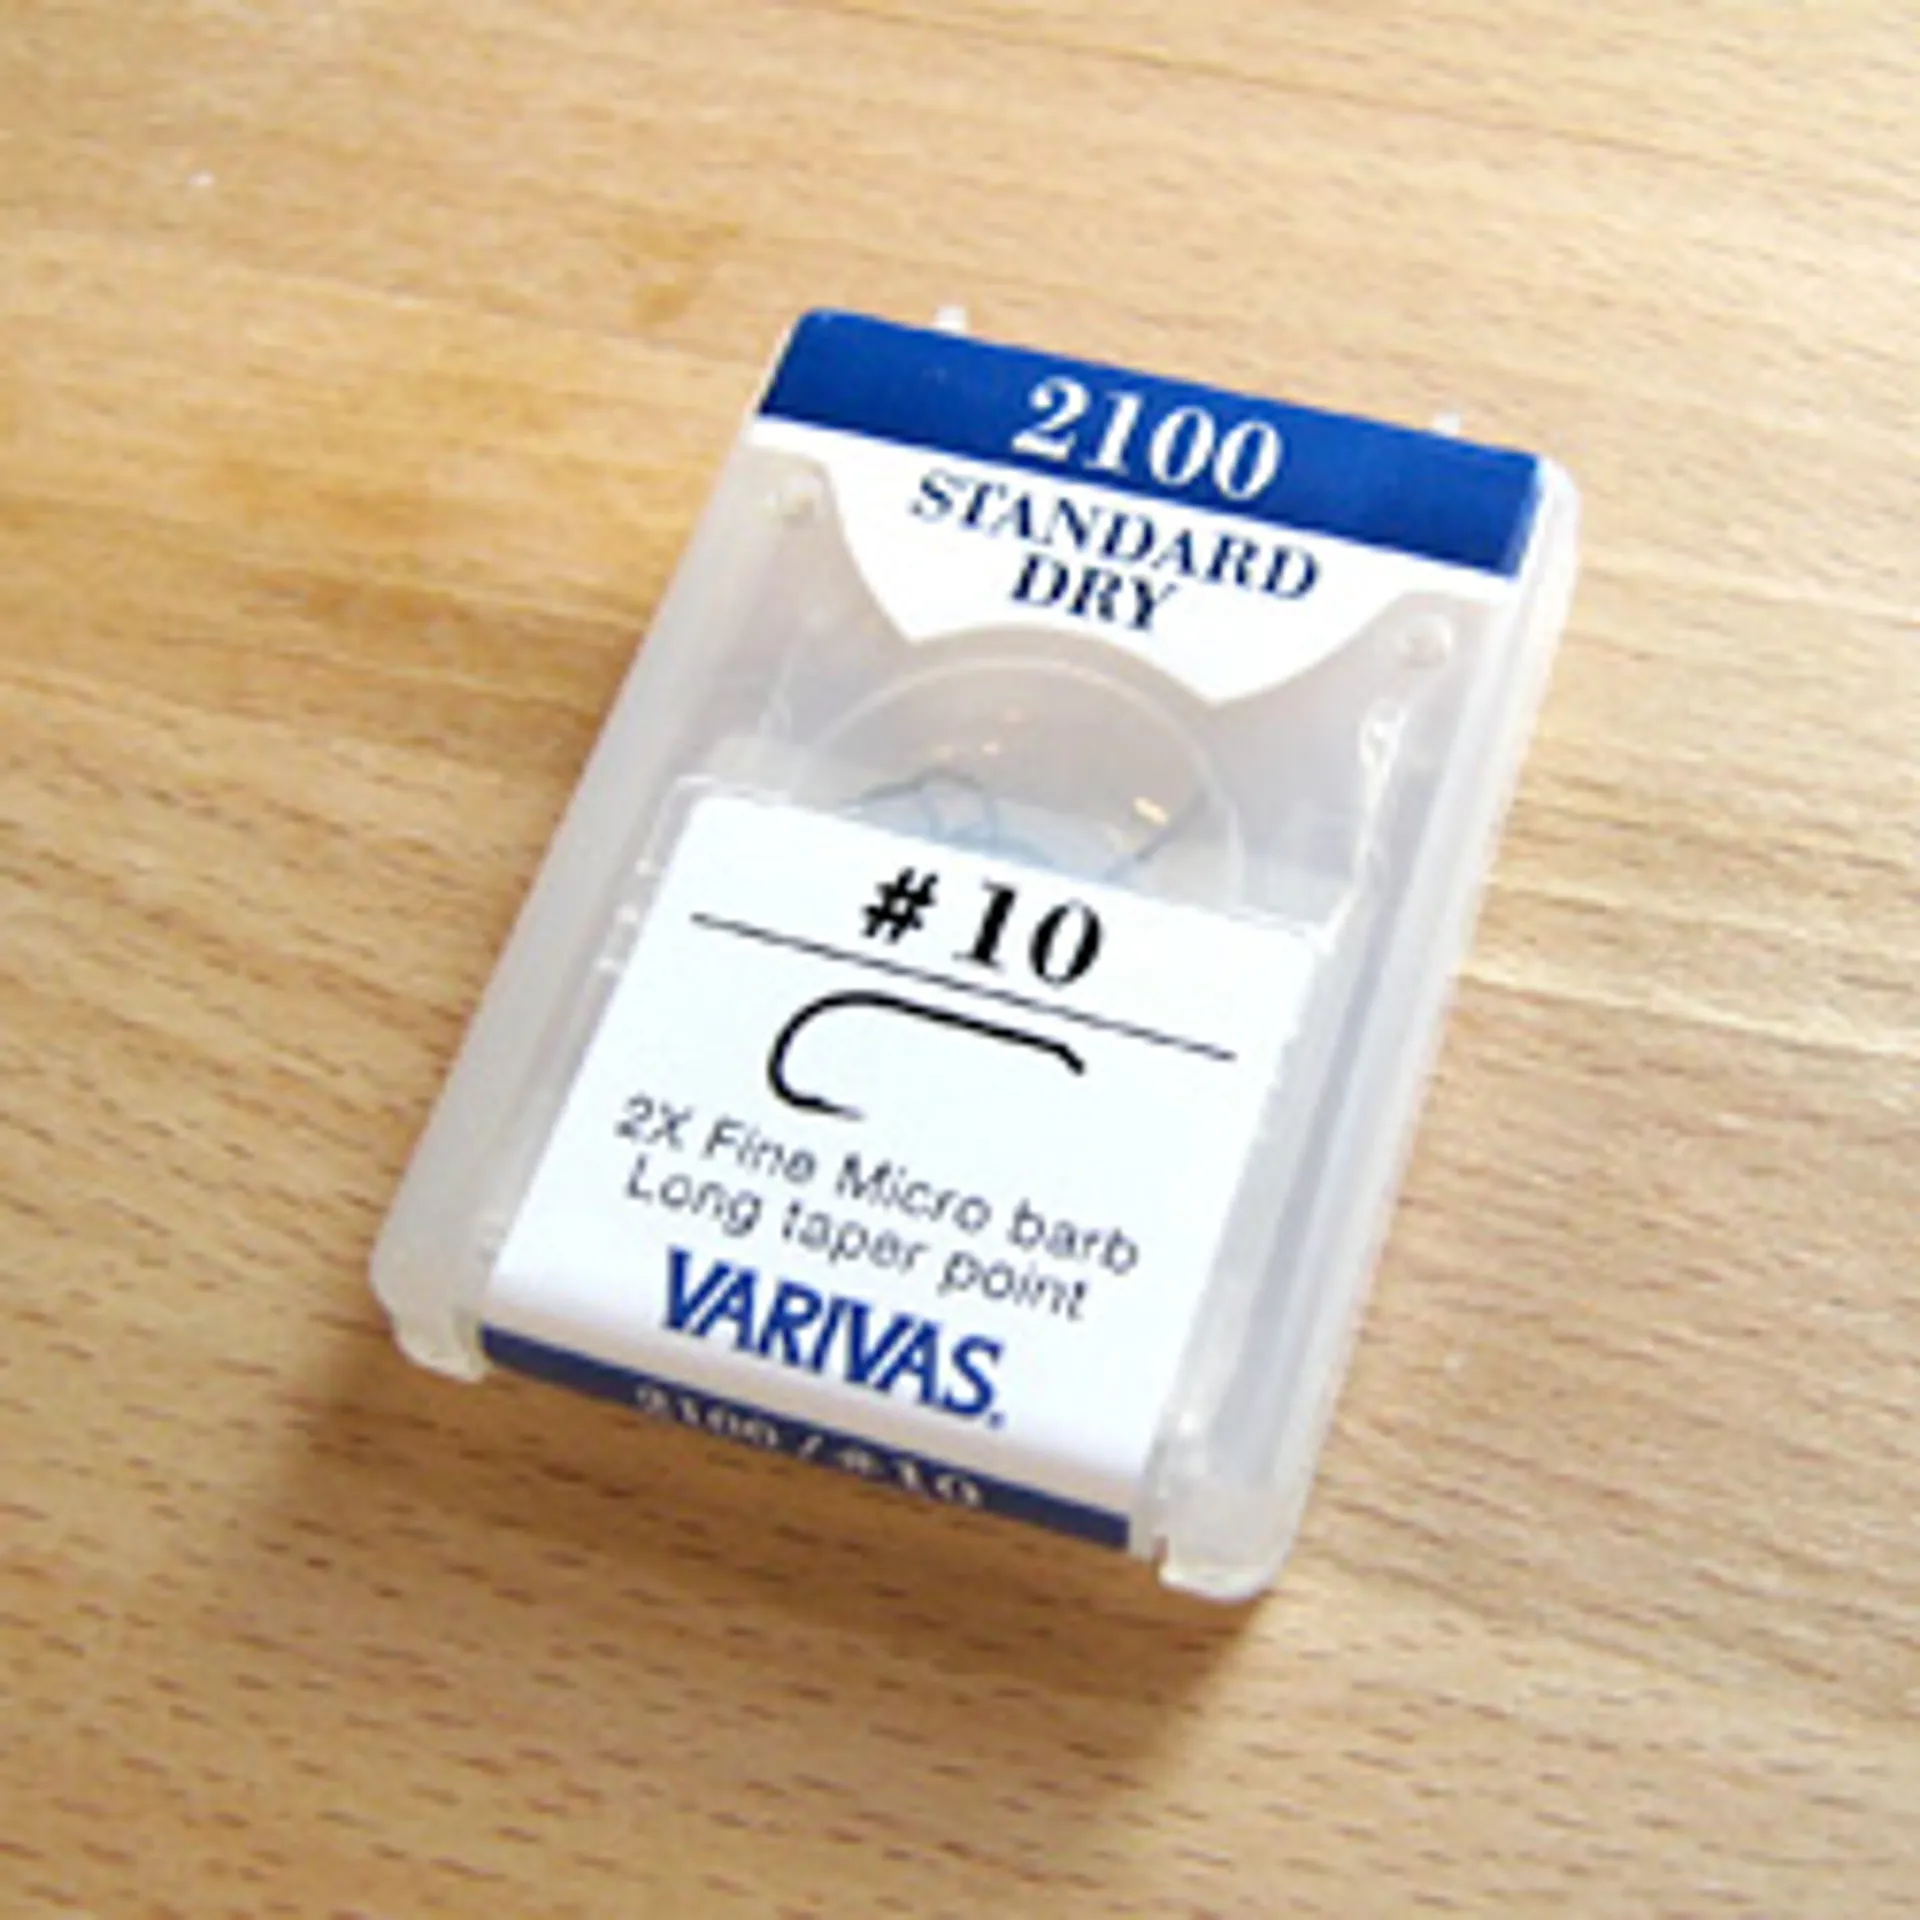 2100
STANDARD
DRY
#10
2X Fine Micro barb
Long taper point
VARIVAS®
2100/#10